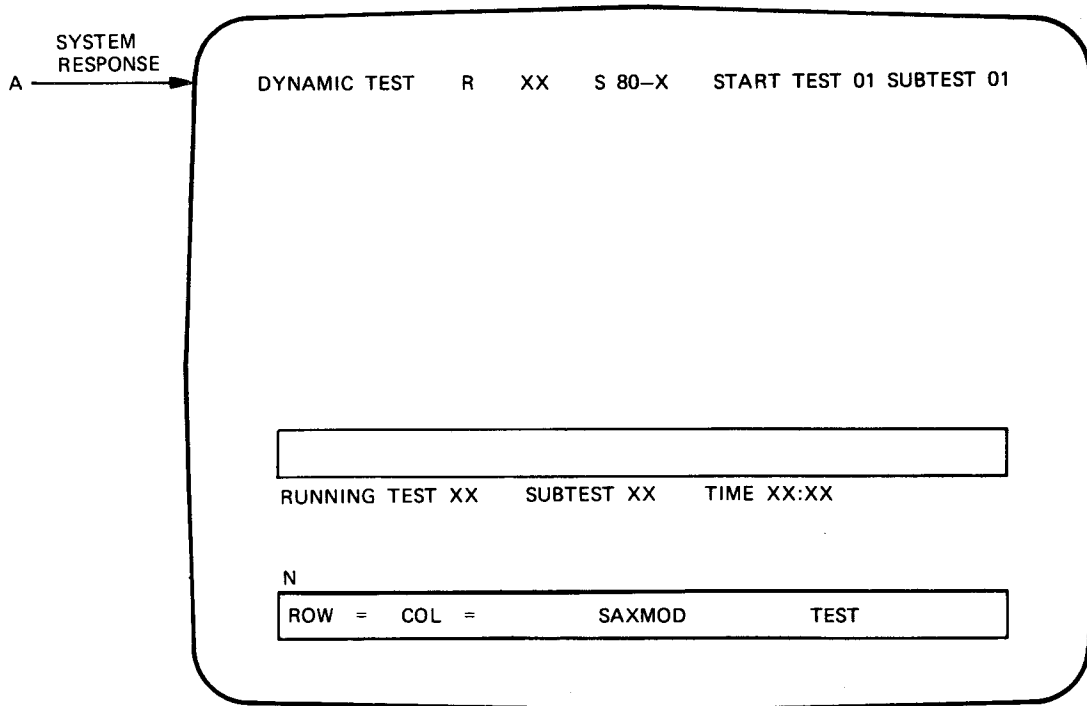 SYSTEM
RESPONSE
A
DYNAMIC TEST R XX S 80–X START TEST 01 SUBTEST 01
RUNNING TEST XX SUBTEST XX TIME XX:XX
N
ROW = COL = SAXMOD TEST